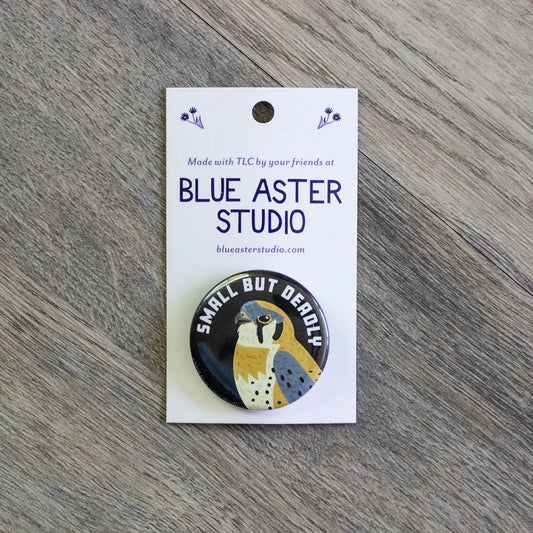 Made with TLC by your friends at
BLUE ASTER
STUDIO
blueasterstudio.com
SMALL BUT DEADLY